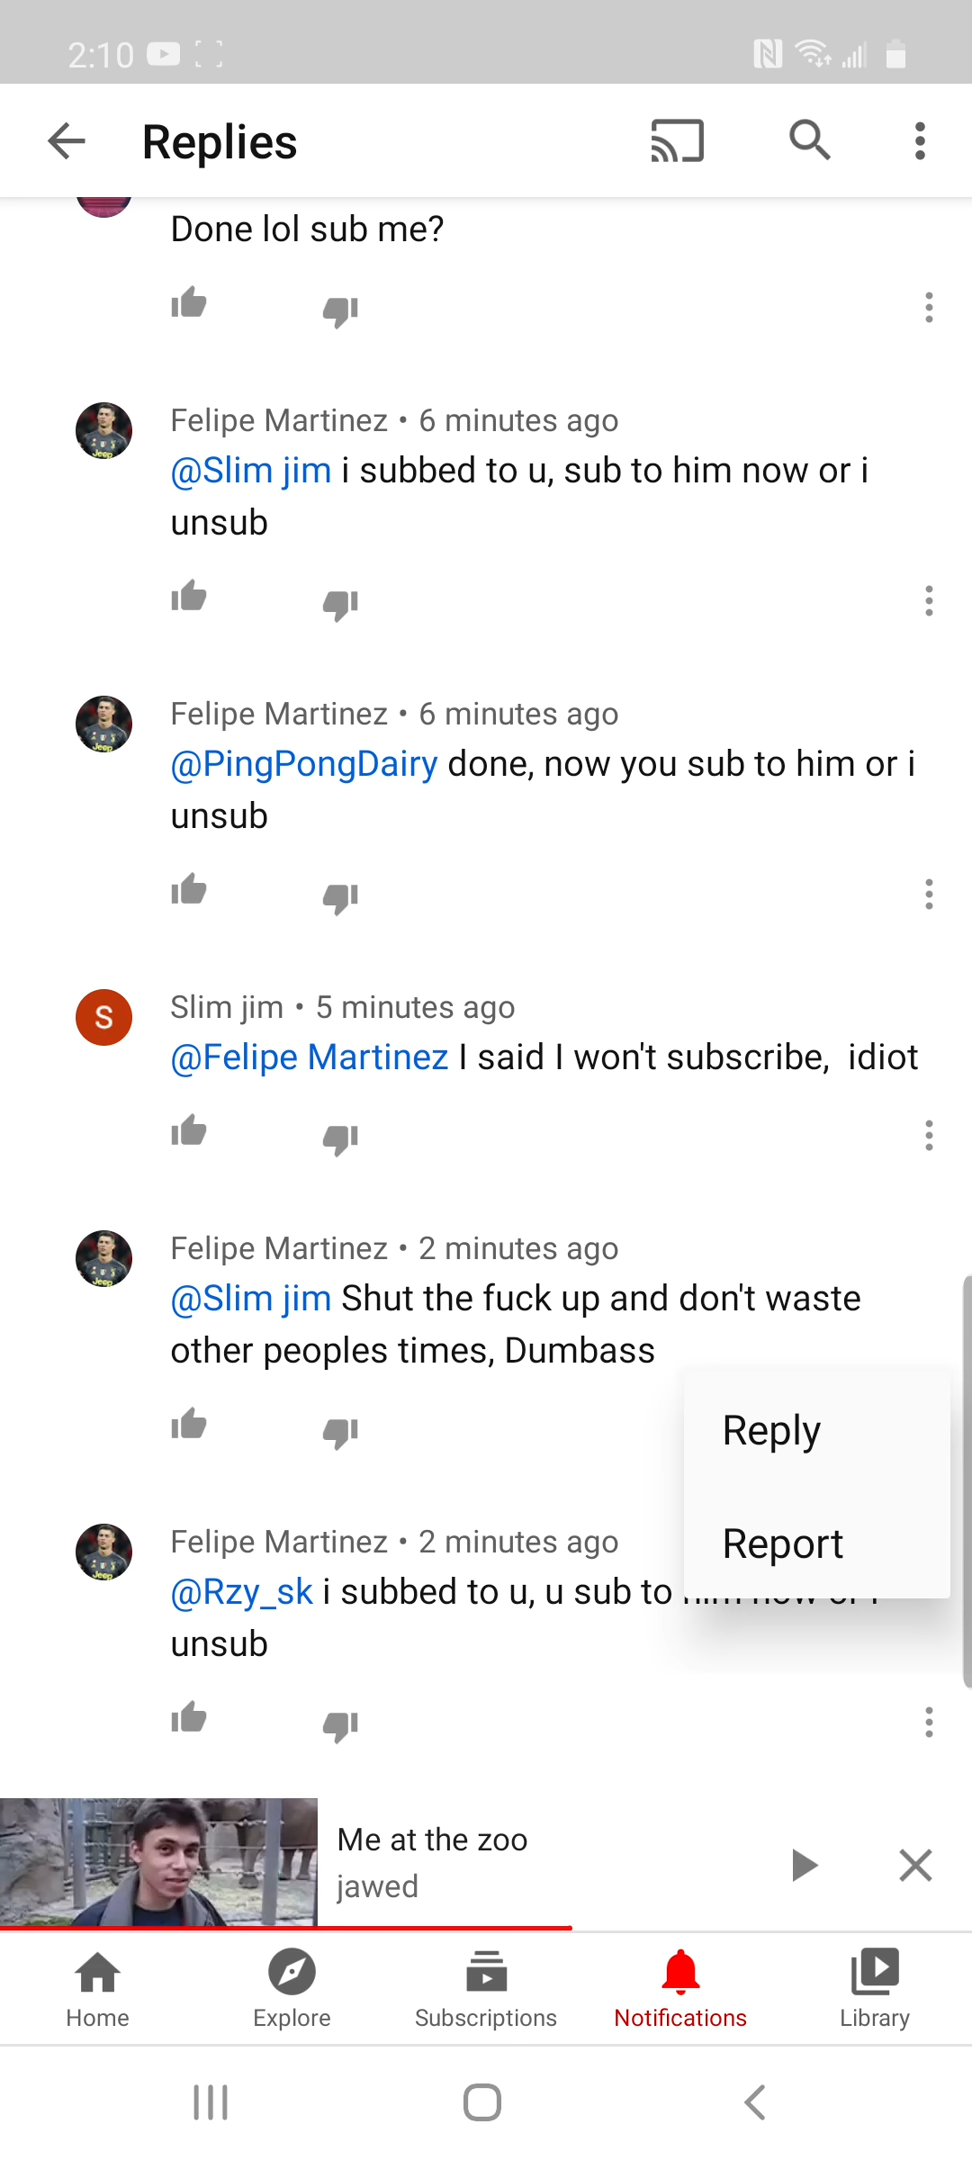 2:10
Replies
Done lol sub me?
Felipe Martinez • 6 minutes ago
@Slim jim i subbed to u, sub to him now or i
unsub
Felipe Martinez • 6 minutes ago
@PingPongDairy done, now you sub to him or i
unsub
S
Slim jim • 5 minutes ago
@Felipe Martinez I said I won't subscribe,  idiot
Felipe Martinez • 2 minutes ago
@Slim jim Shut the fuck up and don't waste
other peoples times, Dumbass
Reply
Report
Felipe Martinez • 2 minutes ago
@Rzy_sk i subbed to u, u sub to him now or i
unsub
Me at the zoo
jawed
Home Explore Subscriptions Notifications Library